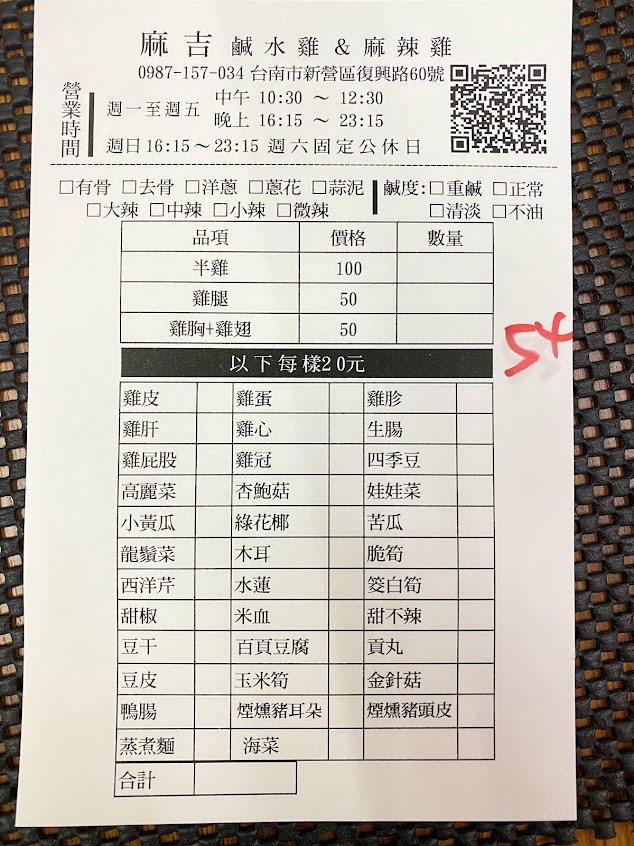 麻吉 鹹水雞 & 麻辣雞
0987-157-034 台南市新營區復興路60號
營業時間
週一至週五
中午 10:30 ～ 12:30
晚上 16:15 ～ 23:15
週日16:15～23:15 週六固定公休日
□有骨 □去骨 □洋蔥 □蔥花 □蒜泥 鹹度:□重鹹 □正常
□大辣 □中辣 □小辣 □微辣 □清淡 □不油
品項 價格 數量
半雞 100
雞腿 50
雞胸+雞翅 50
54
以下每樣20元
雞皮 雞蛋 雞胗
雞肝 雞心 生腸
雞屁股 雞冠 四季豆
高麗菜 杏鮑菇 娃娃菜
小黃瓜 綠花椰 苦瓜
龍鬚菜 木耳 脆筍
西洋芹 水蓮 筊白筍
甜椒 米血 甜不辣
豆干 百頁豆腐 貢丸
豆皮 玉米筍 金針菇
鴨腸 煙燻豬耳朵 煙燻豬頭皮
蒸煮麵 海菜
合計